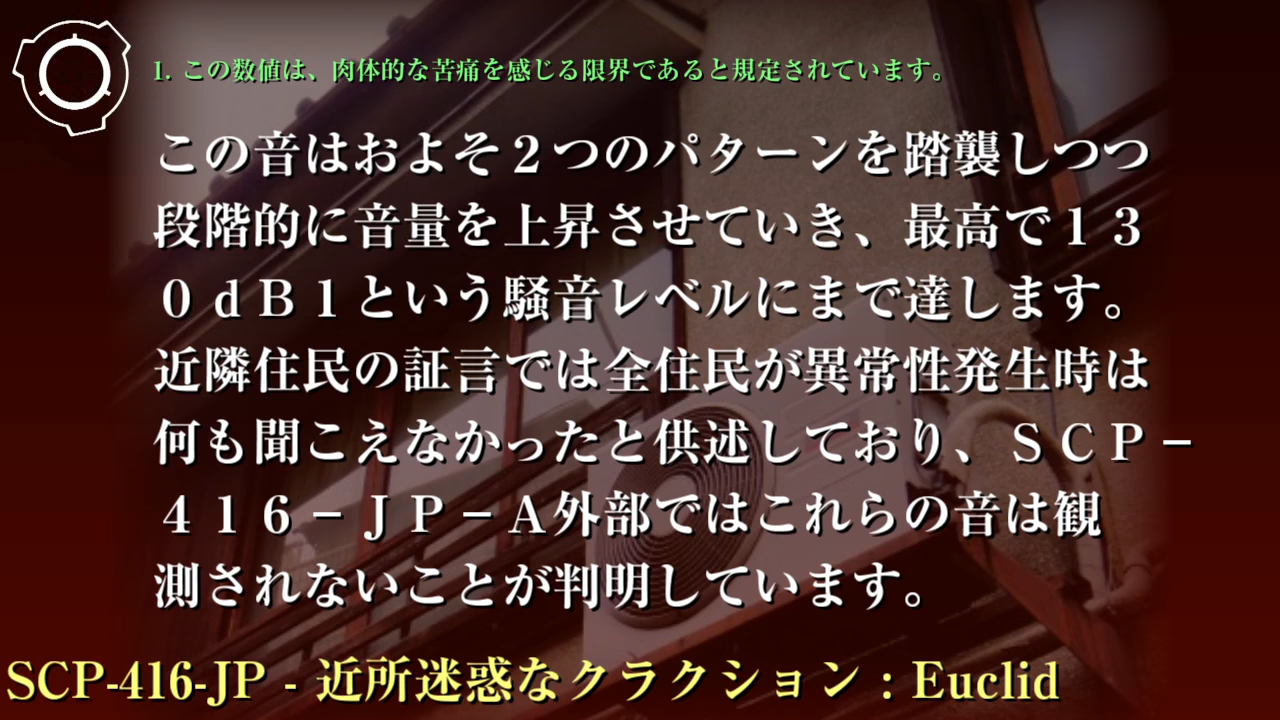 1. この数値は、肉体的な苦痛を感じる限界であると規定されています。
この音はおよそ２つのパターンを踏襲しつつ
段階的に音量を上昇させていき、最高で１３
０ｄＢ１という騒音レベルにまで達します。
近隣住民の証言では全住民が異常性発生時は
何も聞こえなかったと供述しており、ＳＣＰ－
４１６－ＪＰ－Ａ外部ではこれらの音は観
測されないことが判明しています。
SCP-416-JP - 近所迷惑なクラクション : Euclid